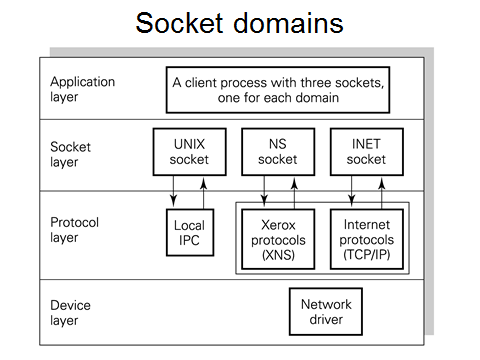 Socket domains
Application
layer
A client process with three sockets,
one for each domain
Socket
layer
UNIX
socket
NS
socket
INET
socket
Protocol
layer
Local
IPC
Xerox
protocols
(XNS)
Internet
protocols
(TCP/IP)
Device
layer
Network
driver